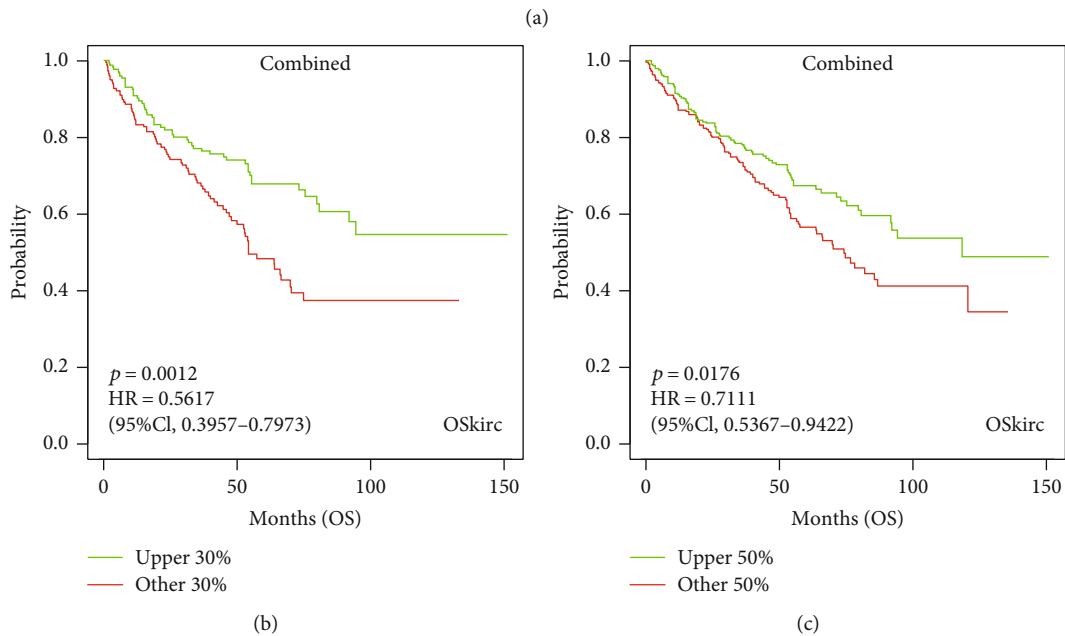 (a)
Combined
1.0
0.8
0.6
0.4
0.2
0.0
Probability
p = 0.0012
HR = 0.5617
(95%Cl, 0.3957–0.7973)
OSkirc
0
50
100
150
Months (OS)
Upper 30%
Other 30%
(b)
Combined
1.0
0.8
0.6
0.4
0.2
0.0
Probability
p = 0.0176
HR = 0.7111
(95%Cl, 0.5367–0.9422)
OSkirc
0
50
100
150
Months (OS)
Upper 50%
Other 50%
(c)